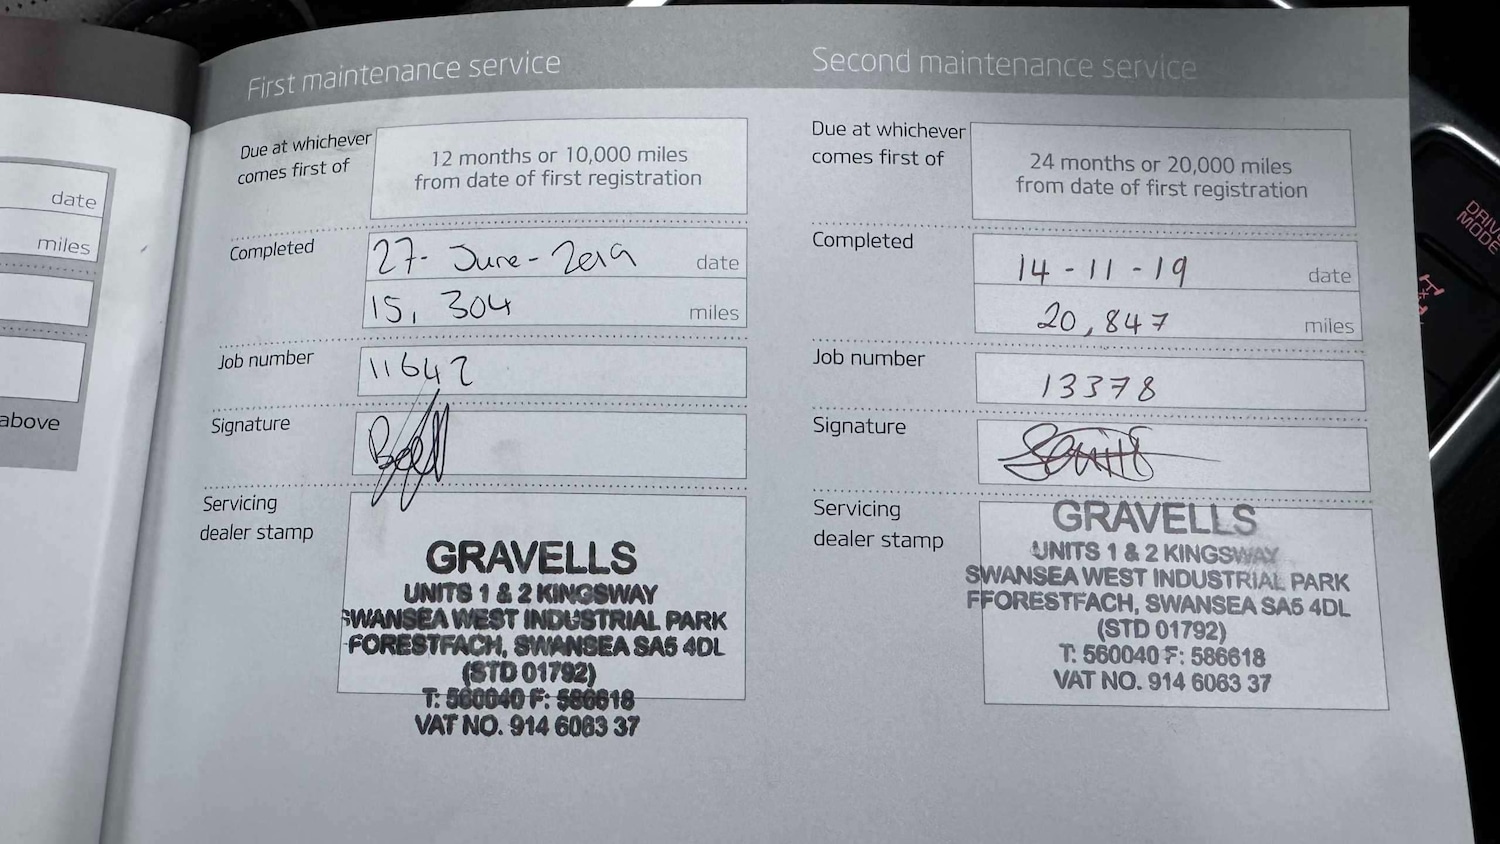 date
miles
above
First maintenance service
Due at whichever
comes first of
12 months or 10,000 miles
from date of first registration
Completed
27- June - 2019
date
15, 304
miles
Job number
11642
Signature
Servicing
dealer stamp
GRAVELLS
UNITS 1 & 2 KINGSWAY
SWANSEA WEST INDUSTRIAL PARK
FORESTFACH, SWANSEA SA5 4DL
(STD 01792)
T: 560040 F: 586618
VAT NO. 914 6063 37
Second maintenance service
Due at whichever
comes first of
24 months or 20,000 miles
from date of first registration
Completed
14 - 11 - 19
date
20,847
miles
Job number
13378
Signature
Servicing
dealer stamp
GRAVELLS
UNITS 1 & 2 KINGSWAY
SWANSEA WEST INDUSTRIAL PARK
FFORESTFACH, SWANSEA SA5 4DL
(STD 01792)
T: 560040 F: 586618
VAT NO. 914 6063 37
DRIVE
MODE